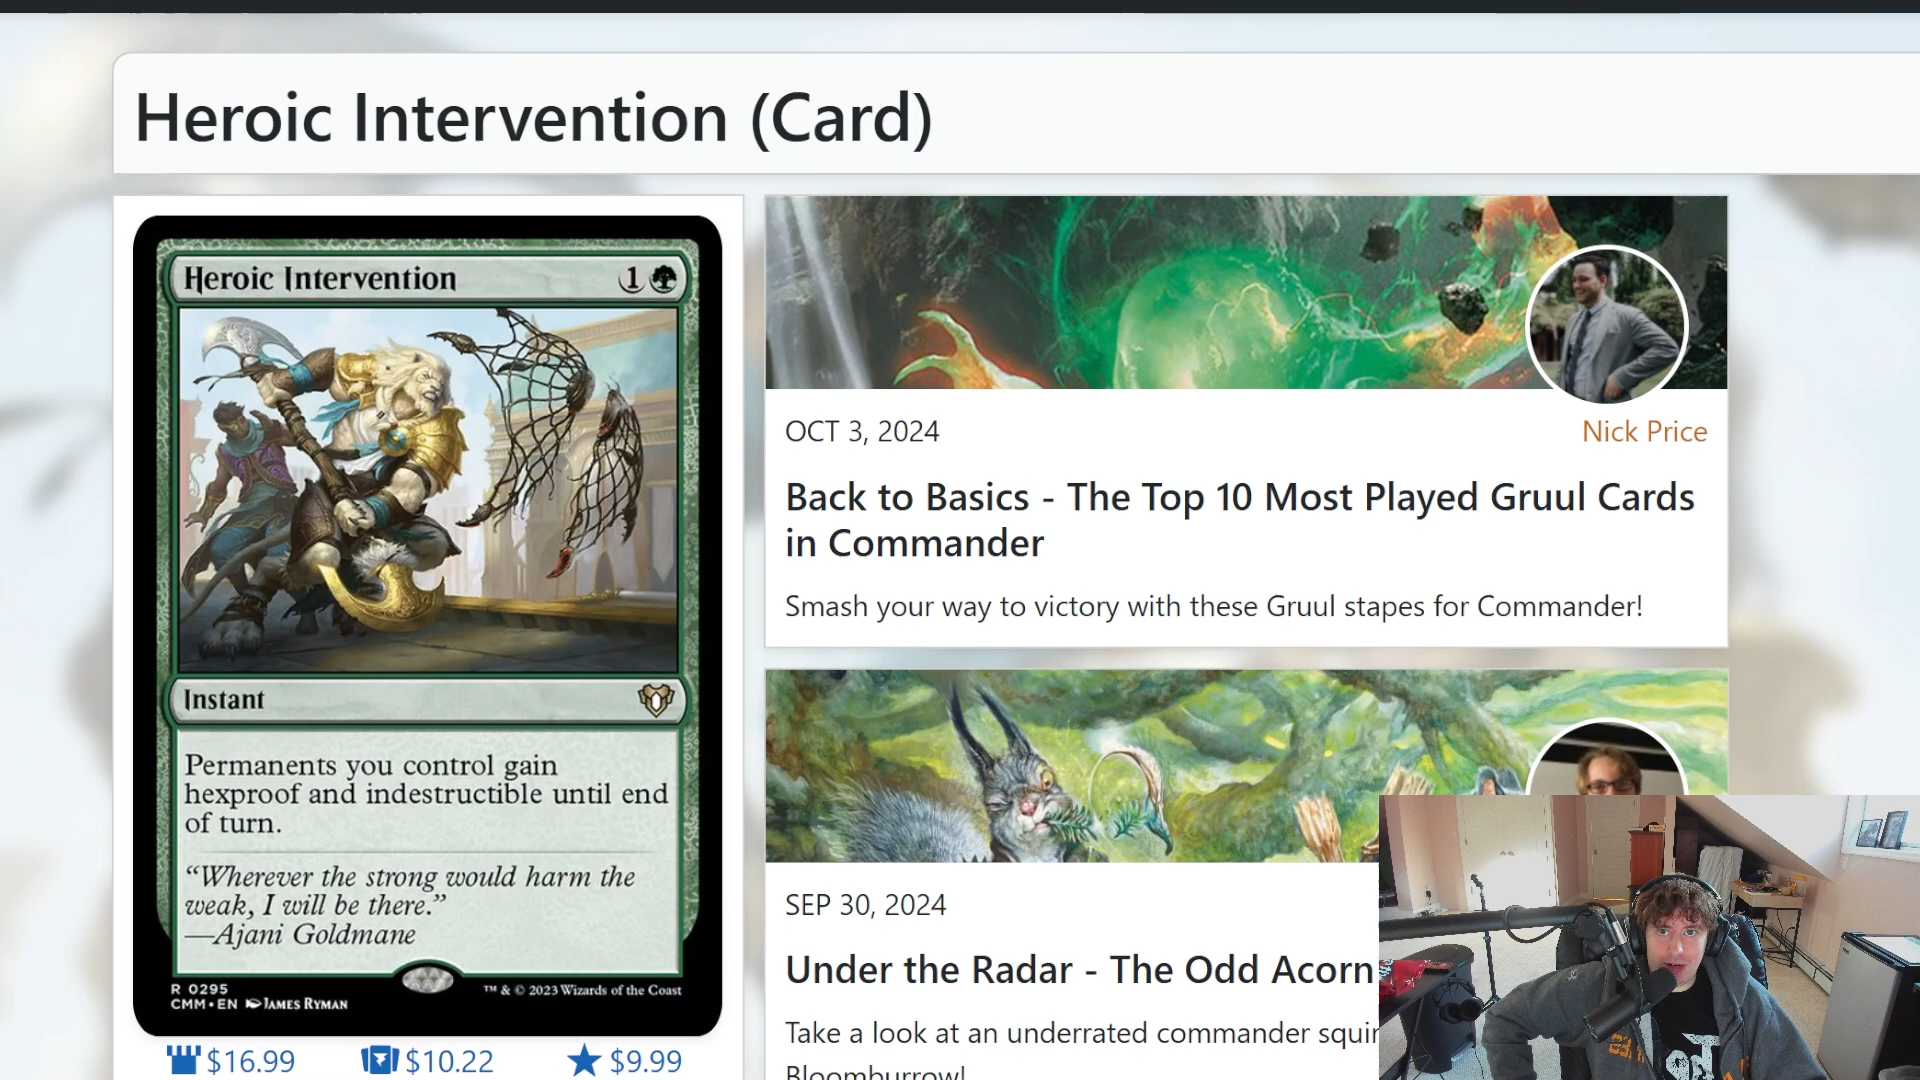 Heroic Intervention (Card)
Heroic Intervention 1
Instant
Permanents you control gain
hexproof and indestructible until end
of turn.
“Wherever the strong would harm the
weak, I will be there.”
—Ajani Goldmane
R 0295
CMM • EN JAMES RYMAN
™ & © 2023 Wizards of the Coast
$16.99 $10.22 $9.99
OCT 3, 2024
Nick Price
Back to Basics - The Top 10 Most Played Gruul Cards
in Commander
Smash your way to victory with these Gruul stapes for Commander!
SEP 30, 2024
Under the Radar - The Odd Acorn
Take a look at an underrated commander squir
Bloomburrow!